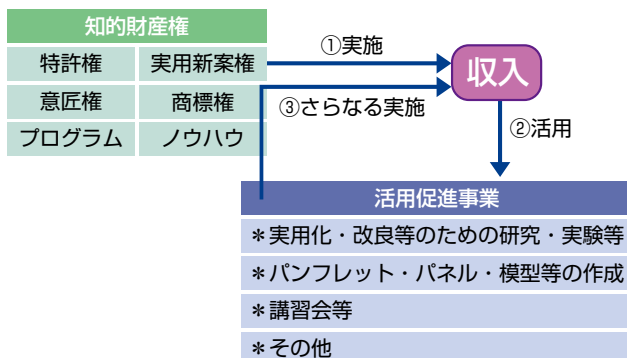 知的財産権
特許権 実用新案権
意匠権 商標権
プログラム ノウハウ
①実施
収入
③さらなる実施
②活用
活用促進事業
＊実用化・改良等のための研究・実験等
＊パンフレット・パネル・模型等の作成
＊講習会等
＊その他